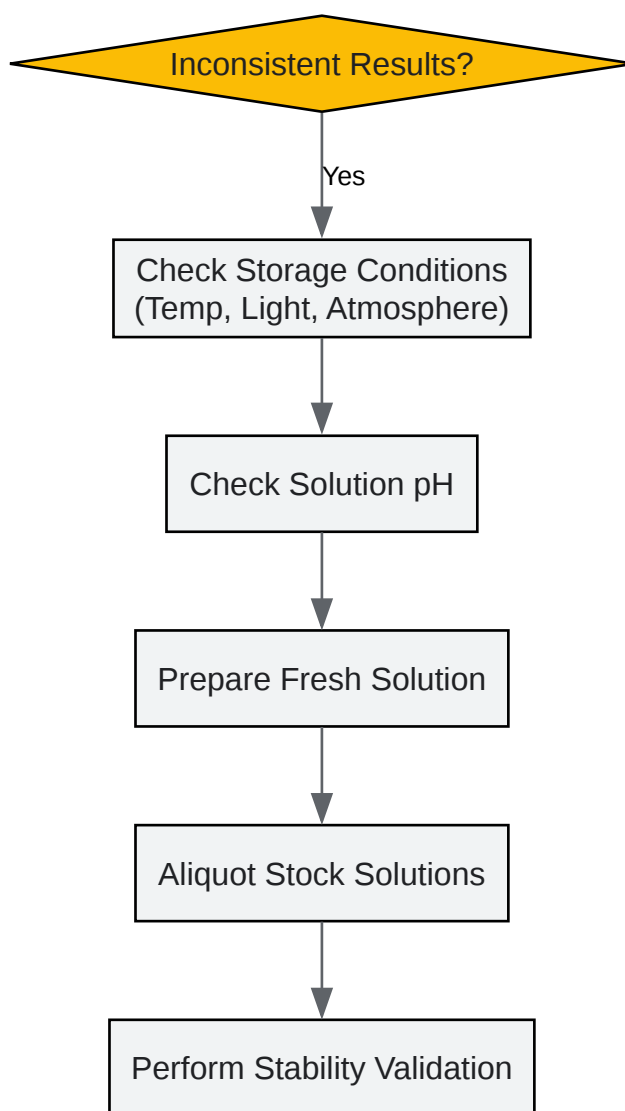 Inconsistent Results?
Yes
Check Storage Conditions
(Temp, Light, Atmosphere)
Check Solution pH
Prepare Fresh Solution
Aliquot Stock Solutions
Perform Stability Validation